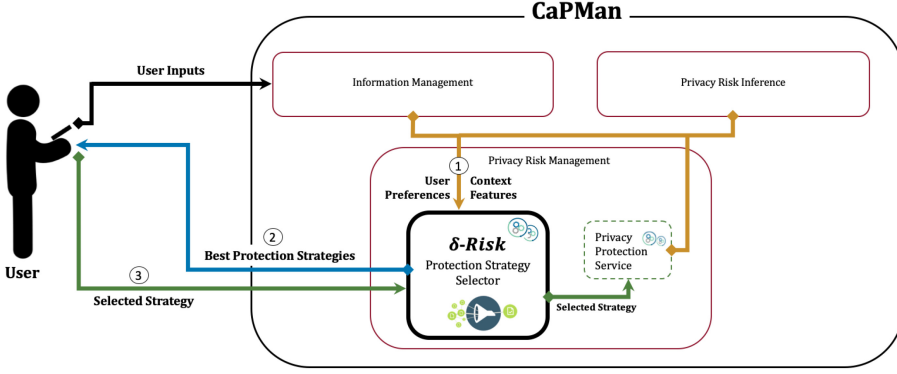 CaPMan
User Inputs
Information Management
Privacy Risk Inference
Privacy Risk Management
1
User
Preferences
Context
Features
2
Best Protection Strategies
δ-Risk
Protection Strategy
Selector
Privacy
Protection
Service
User
3
Selected Strategy
Selected Strategy